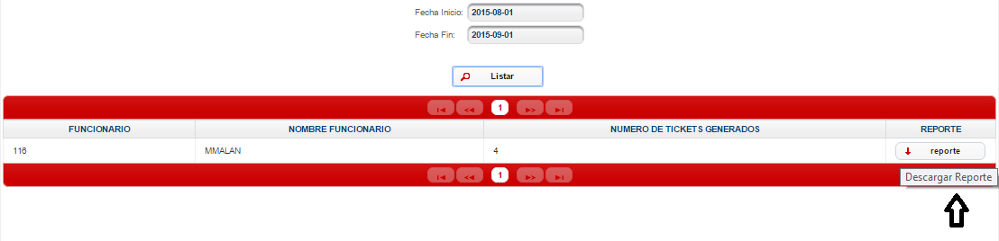 Fecha Inicio: 2015-08-01
Fecha Fin: 2015-09-01
Listar
1
FUNCIONARIO NOMBRE FUNCIONARIO NUMERO DE TICKETS GENERADOS REPORTE
116 MMALAN 4 reporte
1
Descargar Reporte